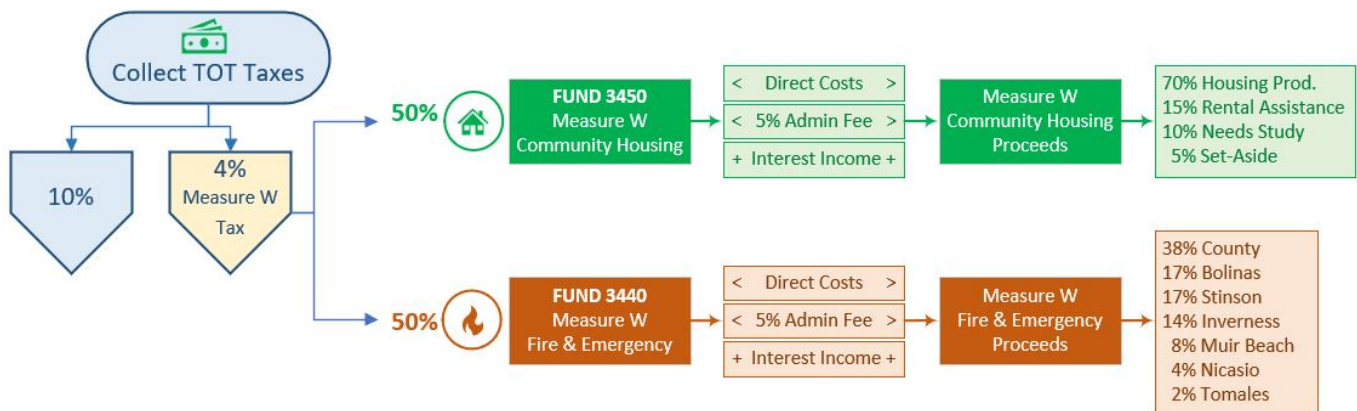 Collect TOT Taxes
10%
4%
Measure W
Tax
50%
FUND 3450
Measure W
Community Housing
< Direct Costs >
< 5% Admin Fee >
+ Interest Income +
Measure W
Community Housing
Proceeds
70% Housing Prod.
15% Rental Assistance
10% Needs Study
5% Set-Aside
50%
FUND 3440
Measure W
Fire & Emergency
< Direct Costs >
< 5% Admin Fee >
+ Interest Income +
Measure W
Fire & Emergency
Proceeds
38% County
17% Bolinas
17% Stinson
14% Inverness
8% Muir Beach
4% Nicasio
2% Tomales